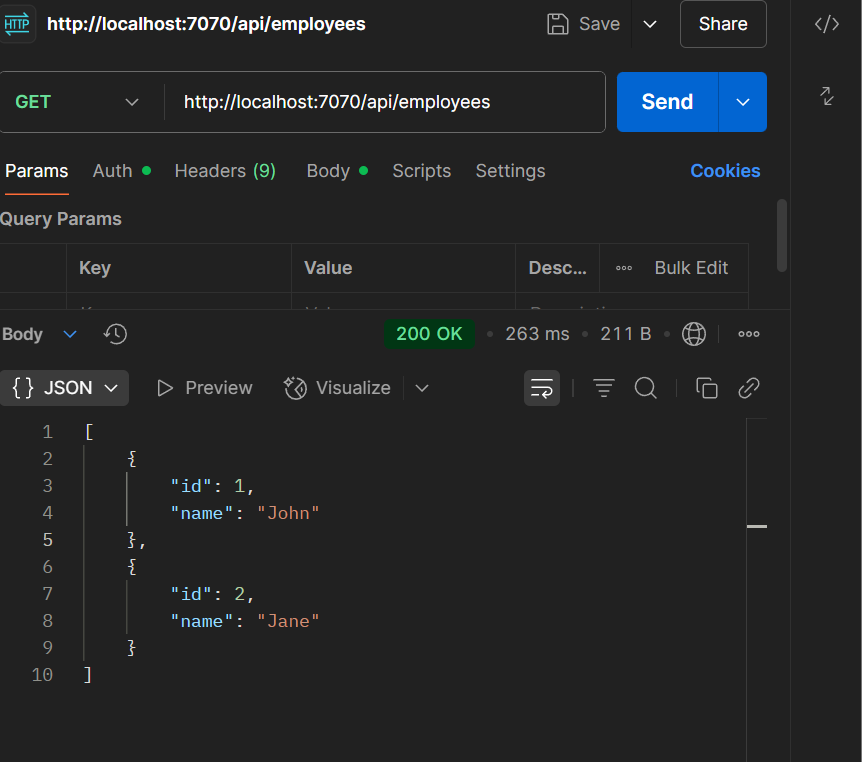 HTTP http://localhost:7070/api/employees Save Share </>
GET http://localhost:7070/api/employees Send
Params Auth Headers (9) Body Scripts Settings Cookies
Query Params
Key Value Desc... Bulk Edit
Body 200 OK 263 ms 211 B
{} JSON Preview Visualize
1 [
2 {
3 "id": 1,
4 "name": "John"
5 },
6 {
7 "id": 2,
8 "name": "Jane"
9 }
10 ]